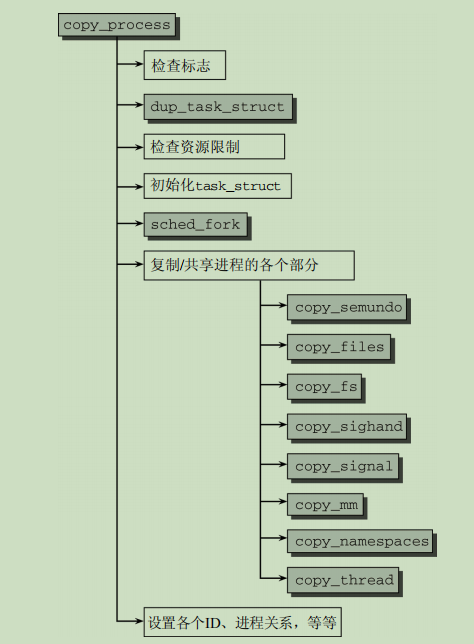 copy_process
检查标志
dup_task_struct
检查资源限制
初始化task_struct
sched_fork
复制/共享进程的各个部分
copy_semundo
copy_files
copy_fs
copy_sighand
copy_signal
copy_mm
copy_namespaces
copy_thread
设置各个ID、进程关系，等等